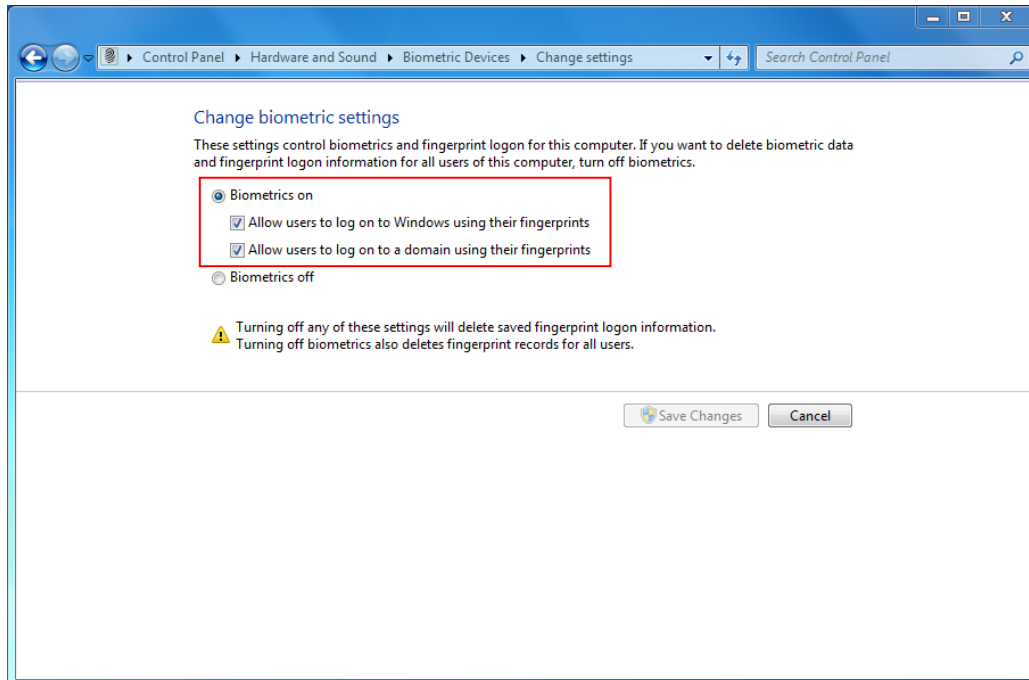 Control Panel Hardware and Sound Biometric Devices Change settings Search Control Panel
Change biometric settings
These settings control biometrics and fingerprint logon for this computer. If you want to delete biometric data
and fingerprint logon information for all users of this computer, turn off biometrics.
Biometrics on
Allow users to log on to Windows using their fingerprints
Allow users to log on to a domain using their fingerprints
Biometrics off
Turning off any of these settings will delete saved fingerprint logon information.
Turning off biometrics also deletes fingerprint records for all users.
Save Changes Cancel